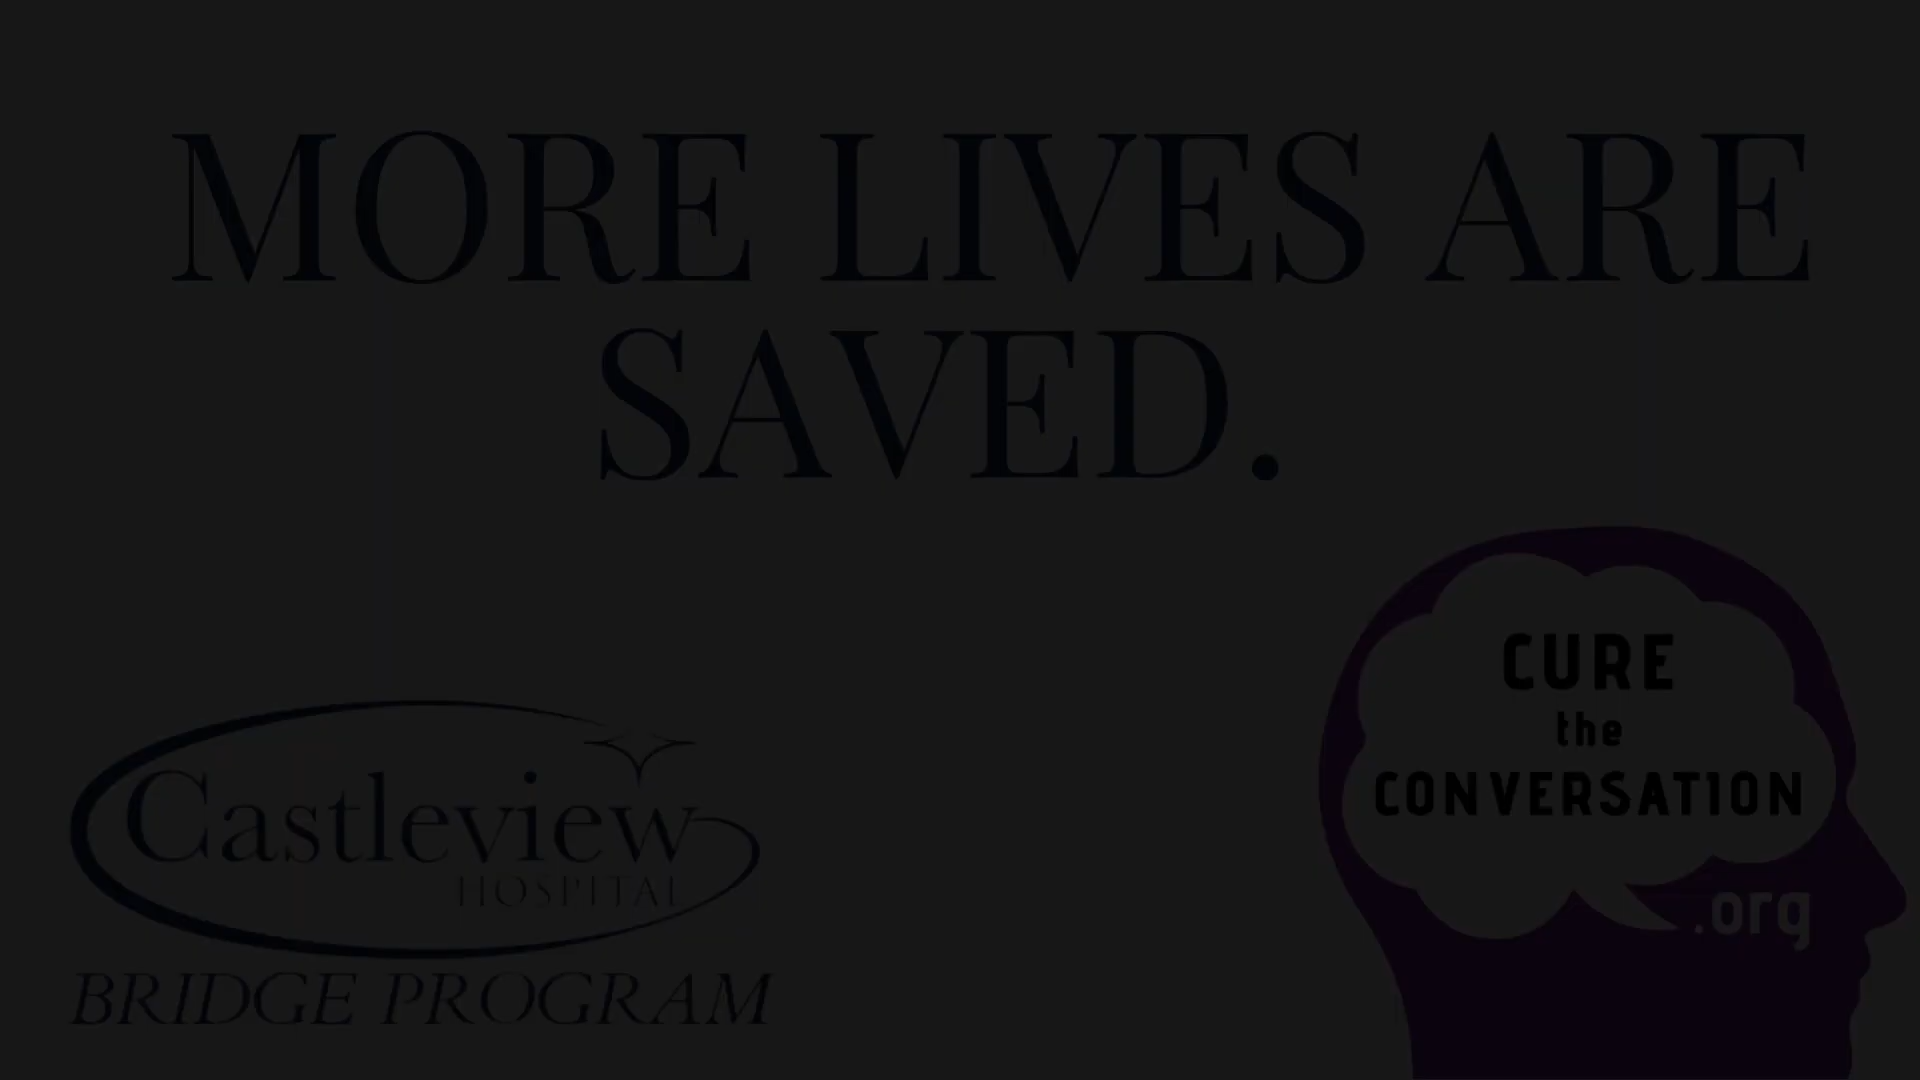 MORE LIVES ARE
SAVED.
CURE
the
CONVERSATION
.org
Castleview
HOSPITAL
BRIDGE PROGRAM